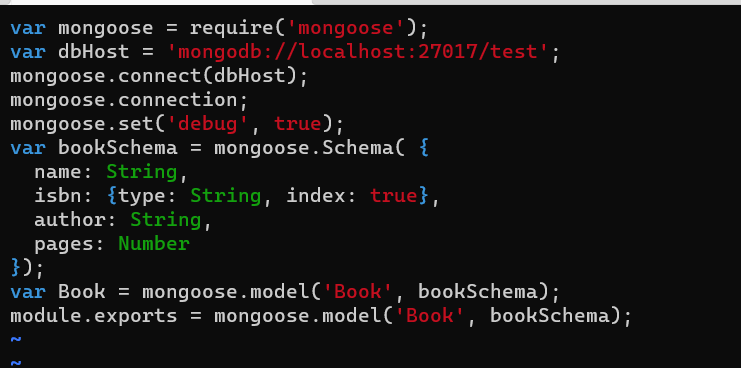 var mongoose = require('mongoose');
var dbHost = 'mongodb://localhost:27017/test';
mongoose.connect(dbHost);
mongoose.connection;
mongoose.set('debug', true);
var bookSchema = mongoose.Schema( {
  name: String,
  isbn: {type: String, index: true},
  author: String,
  pages: Number
});
var Book = mongoose.model('Book', bookSchema);
module.exports = mongoose.model('Book', bookSchema);
~
~